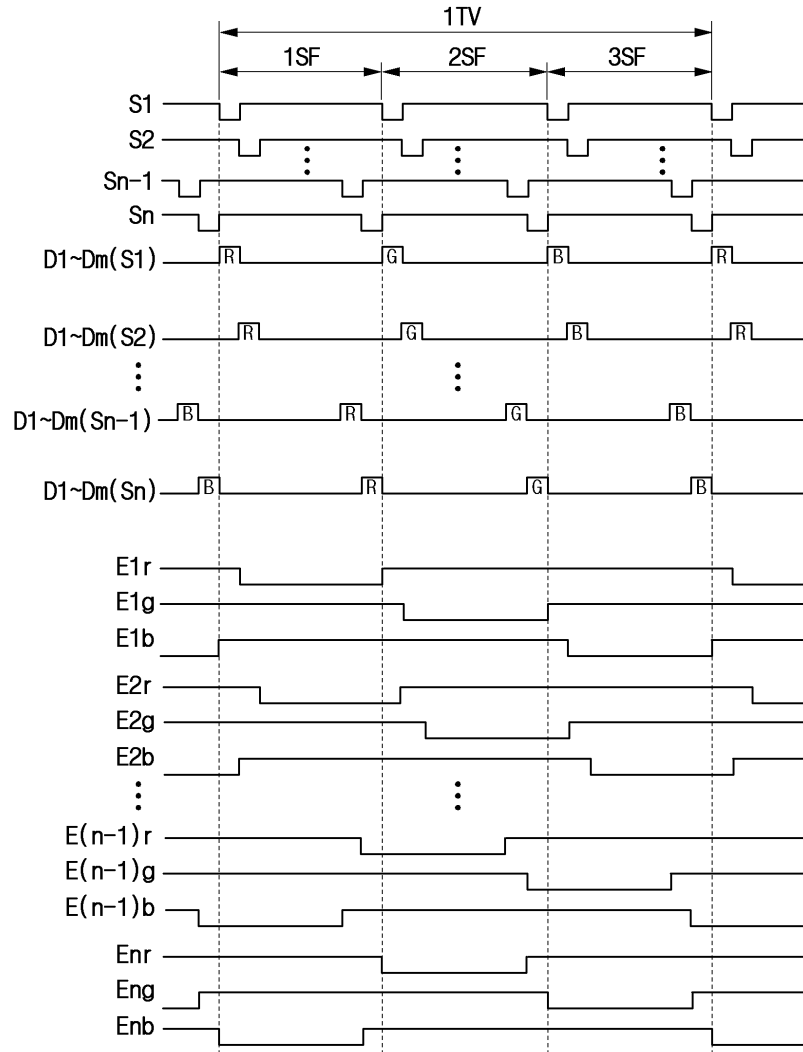 1TV
1SF 2SF 3SF
S1
S2
Sn-1
Sn
D1~Dm(S1) R G B R
D1~Dm(S2) R G B R
D1~Dm(Sn-1) B R G B
D1~Dm(Sn) B R G B
E1r
E1g
E1b
E2r
E2g
E2b
E(n-1)r
E(n-1)g
E(n-1)b
Enr
Eng
Enb